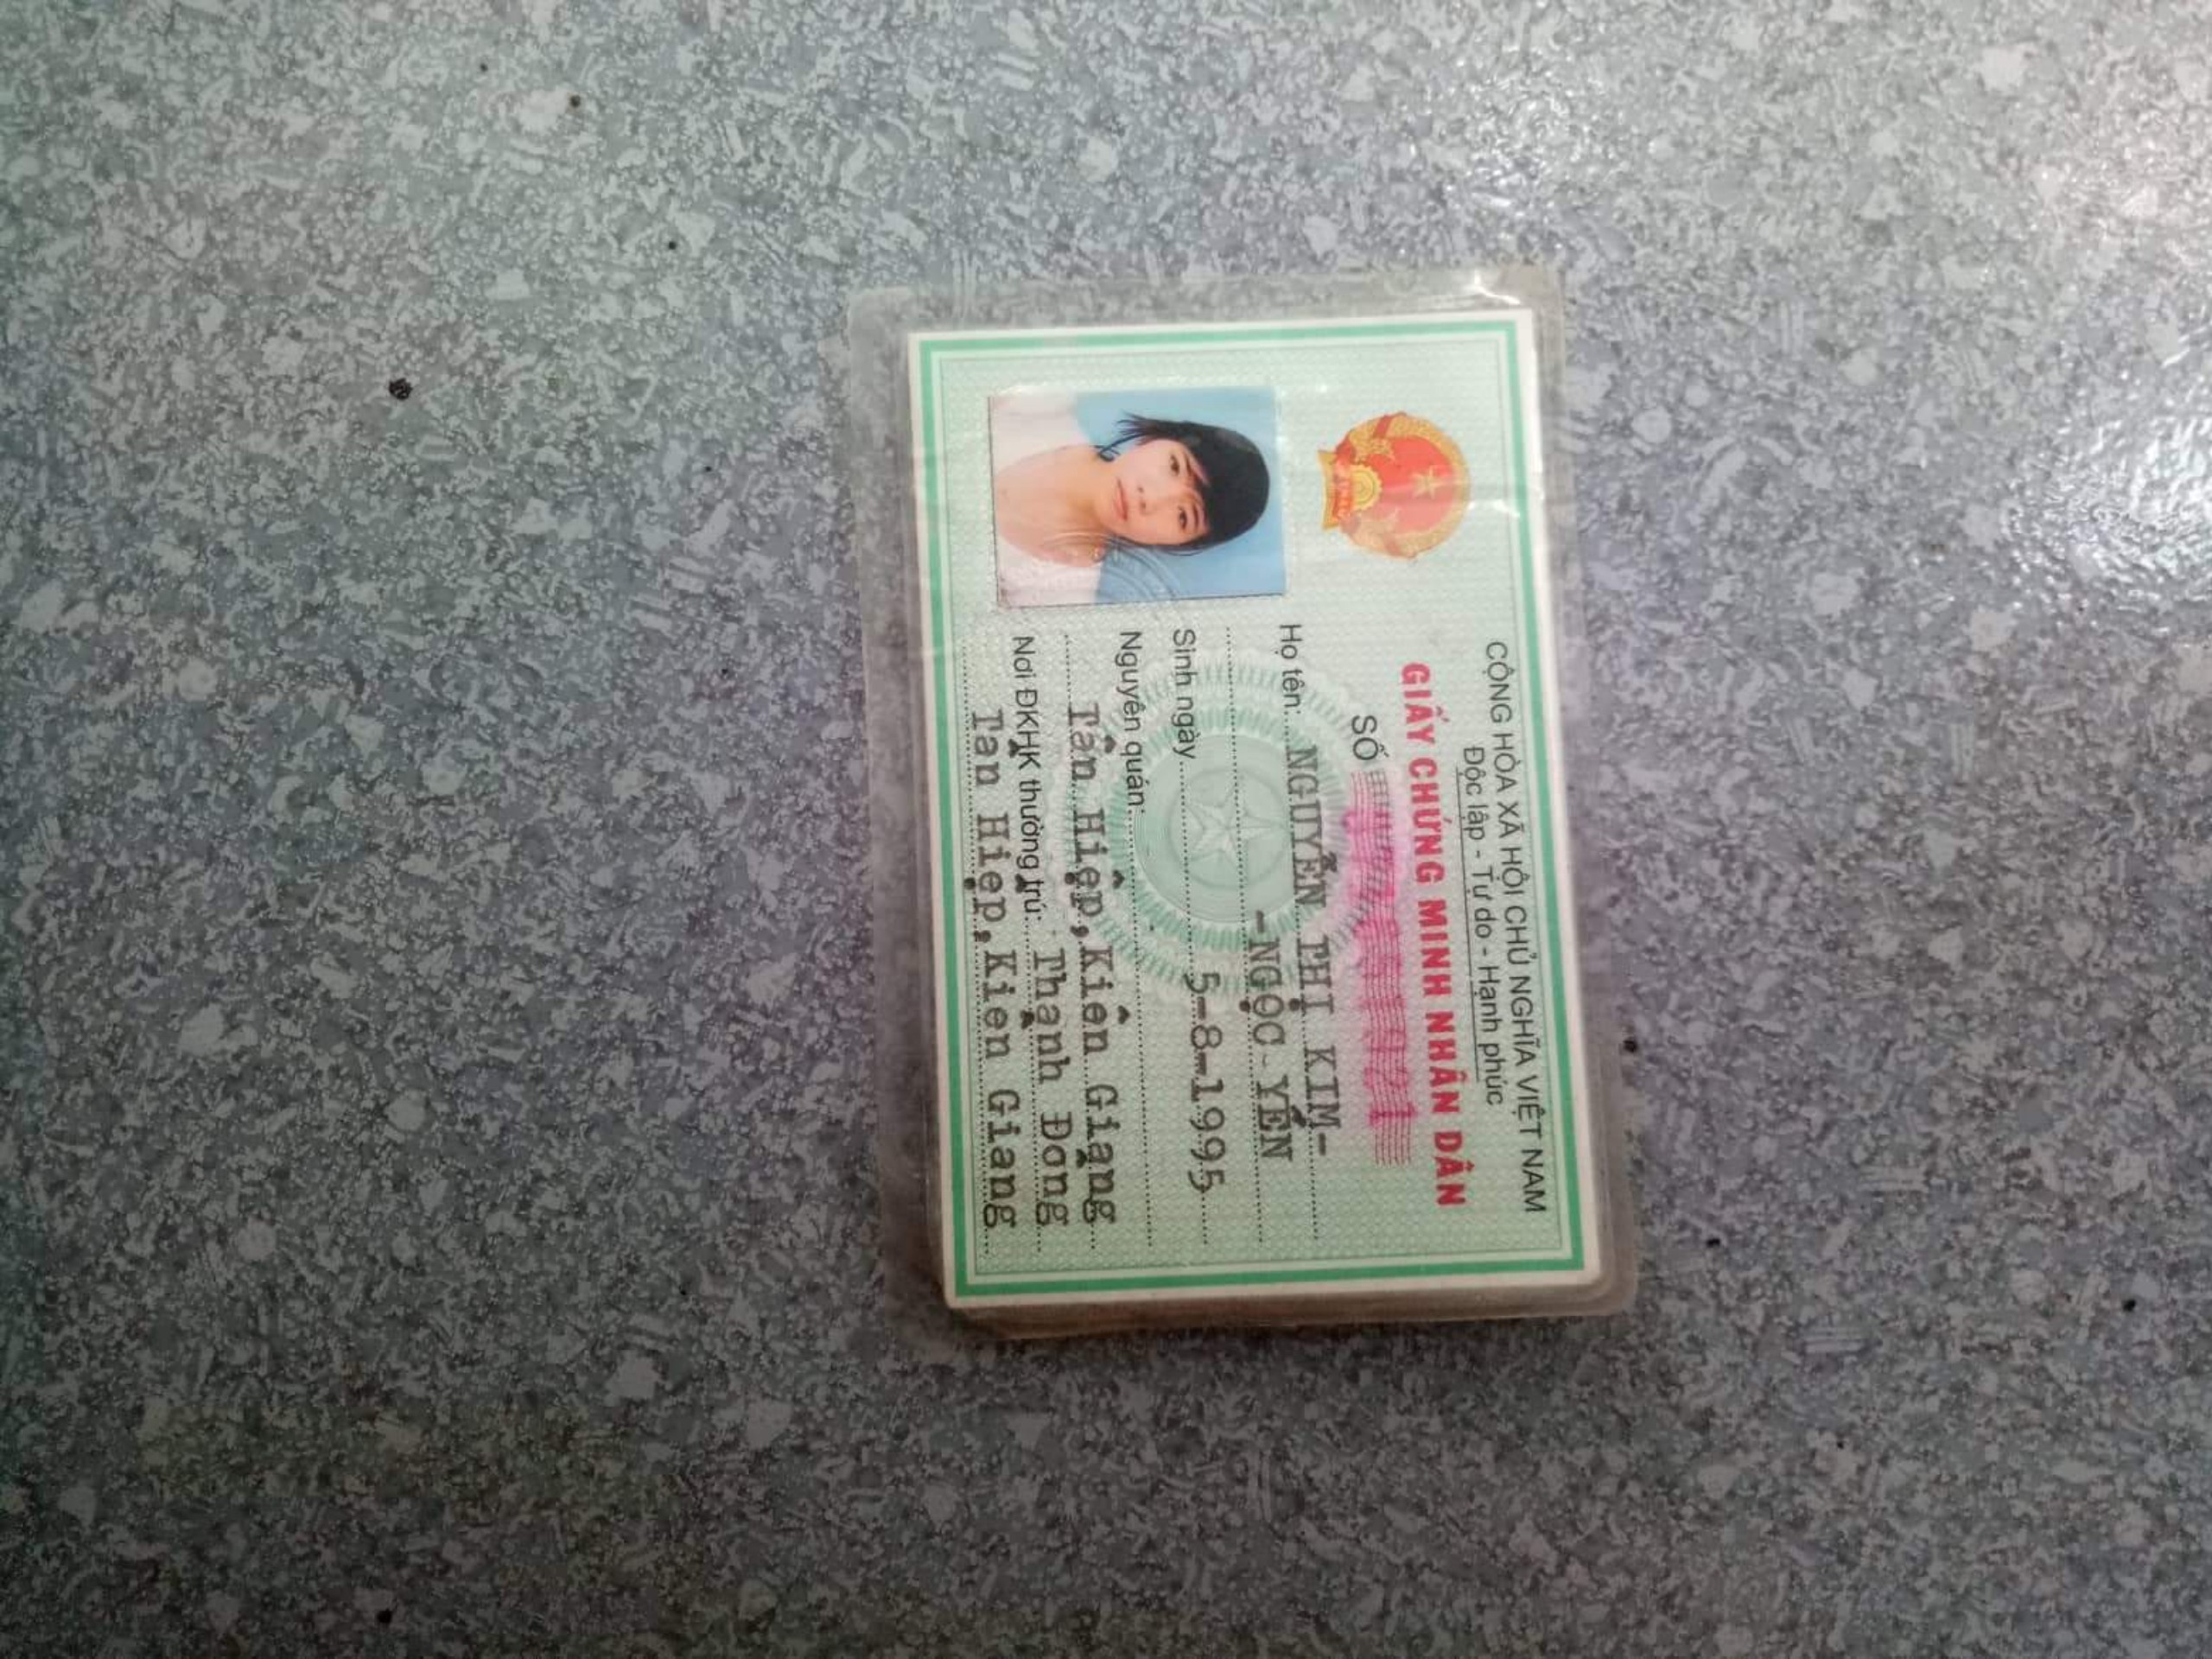 CỘNG HÒA XÃ HỘI CHỦ NGHĨA VIỆT NAM
Độc lập - Tự do - Hạnh phúc
GIẤY CHỨNG MINH NHÂN DÂN
SỐ
Họ tên: NGUYỄN THỊ KIM-
-NGỌC YẾN
Sinh ngày 5-8-1995
Nguyên quán:
Tân Hiệp, Kiên Giang
Nơi ĐKHK thường trú: Thạnh Đông
Tân Hiệp, Kiên Giang